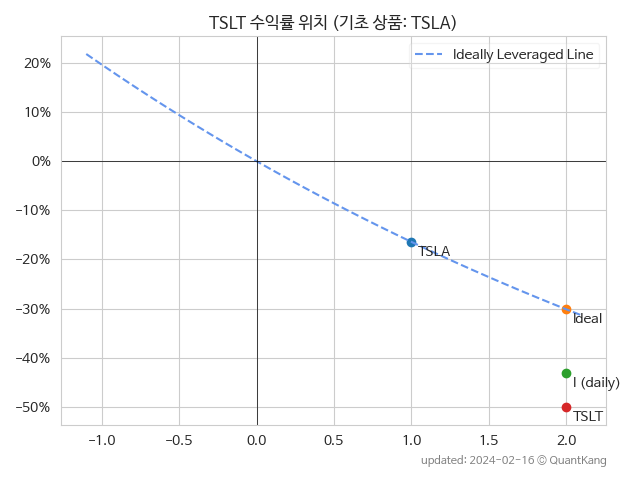 TSLT 수익률 위치 (기초 상품: TSLA)
Ideally Leveraged Line
20%
10%
0%
−10%
−20%
−30%
−40%
−50%
TSLA
Ideal
I (daily)
TSLT
−1.0
−0.5
0.0
0.5
1.0
1.5
2.0
updated: 2024-02-16 © QuantKang